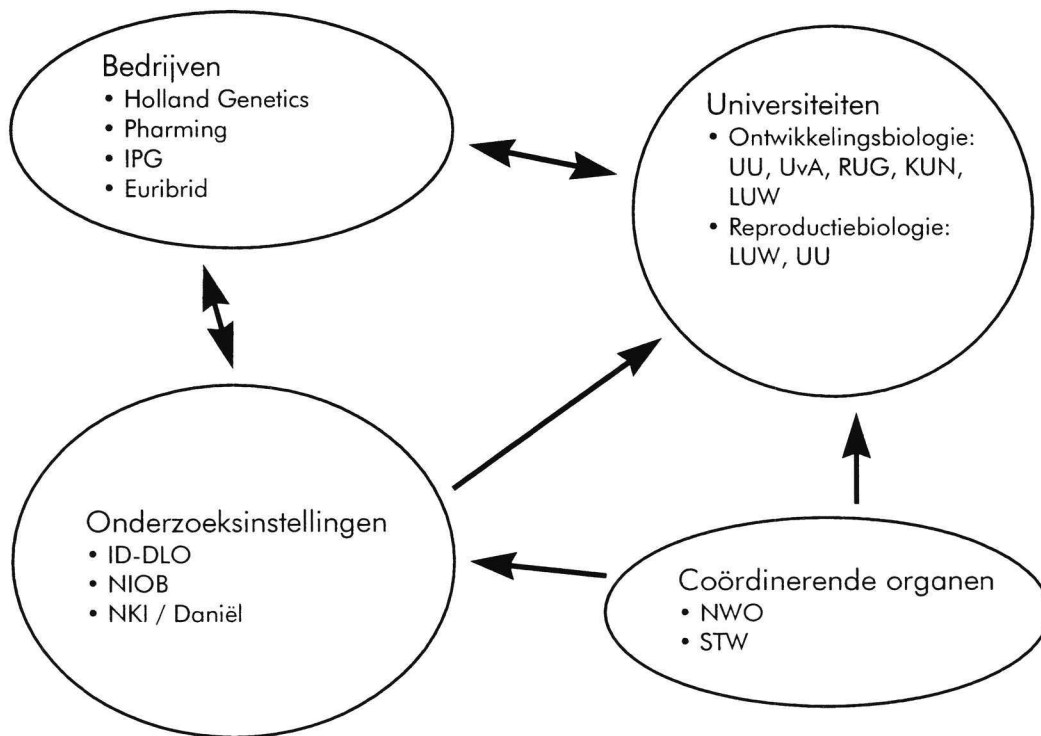 Bedrijven
• Holland Genetics
• Pharming
• IPG
• Euribrid
Universiteiten
• Ontwikkelingsbiologie:
UU, UvA, RUG, KUN,
LUW
• Reproductiebiologie:
LUW, UU
Onderzoeksinstellingen
• ID-DLO
• NIOB
• NKI / Daniël
Coördinerende organen
• NWO
• STW